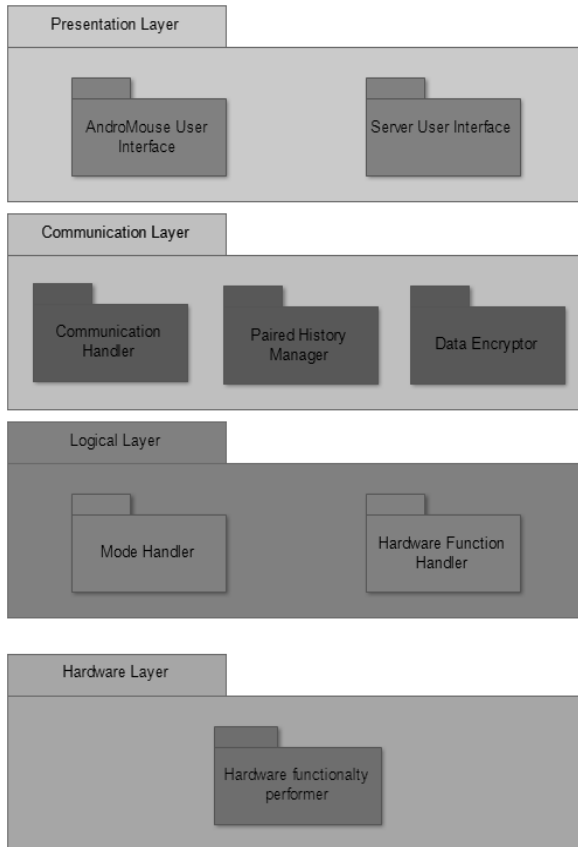 Presentation Layer
AndroMouse User
Interface
Server User Interface
Communication Layer
Communication
Handler
Paired History
Manager
Data Encryptor
Logical Layer
Mode Handler
Hardware Function
Handler
Hardware Layer
Hardware functionalty
performer